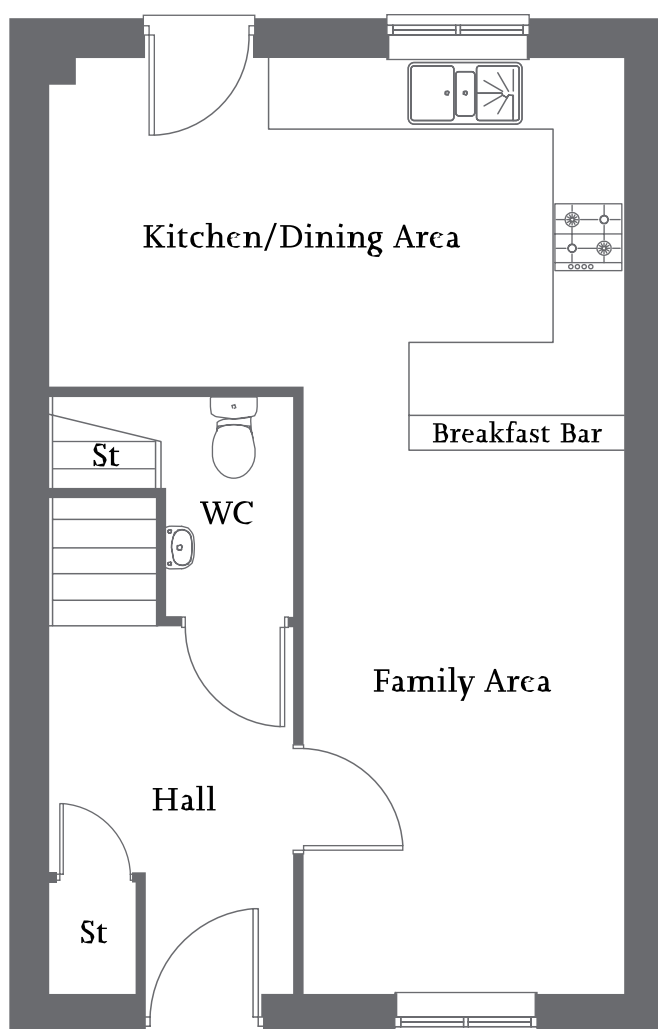 Kitchen/Dining Area
Breakfast Bar
St
WC
Family Area
Hall
St